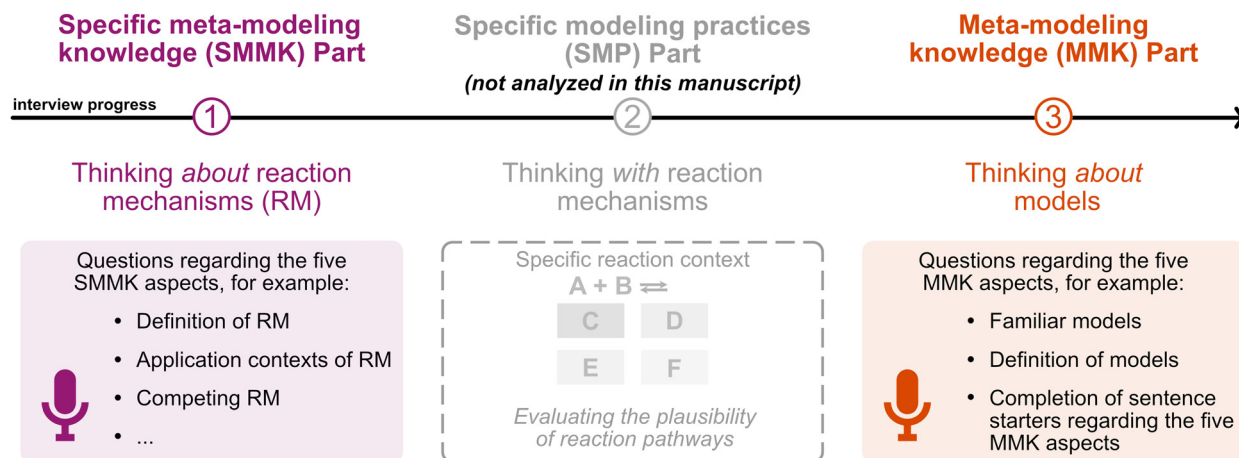 Specific meta-modeling
knowledge (SMMK) Part
Specific modeling practices
(SMP) Part
(not analyzed in this manuscript)
Meta-modeling
knowledge (MMK) Part
interview progress
1
2
3
Thinking about reaction
mechanisms (RM)
Thinking with reaction
mechanisms
Thinking about
models
Questions regarding the five
SMMK aspects, for example:
• Definition of RM
• Application contexts of RM
• Competing RM
• ...
Specific reaction context
A + B ⇌
C D
E F
Evaluating the plausibility
of reaction pathways
Questions regarding the five
MMK aspects, for example:
• Familiar models
• Definition of models
• Completion of sentence
starters regarding the five
MMK aspects